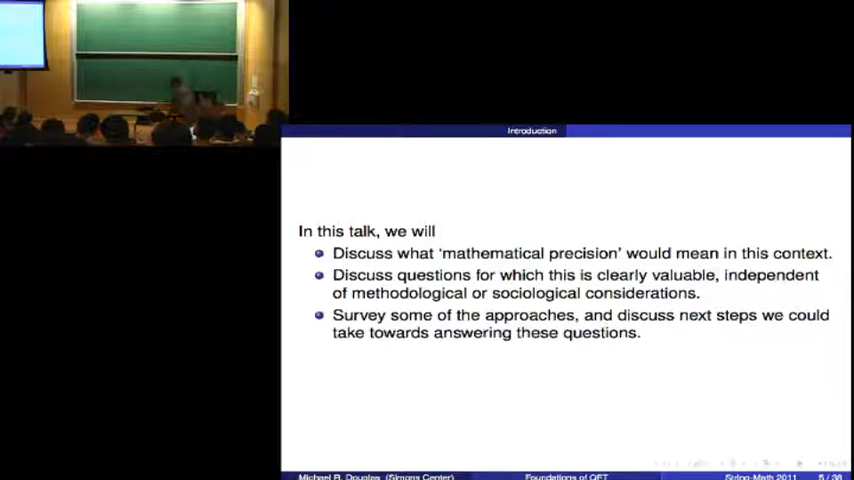 Introduction
In this talk, we will
Discuss what ‘mathematical precision’ would mean in this context.
Discuss questions for which this is clearly valuable, independent
of methodological or sociological considerations.
Survey some of the approaches, and discuss next steps we could
take towards answering these questions.
Michael R. Douglas (Simons Center)
Foundations of QFT
String-Math 2011
5 / 38